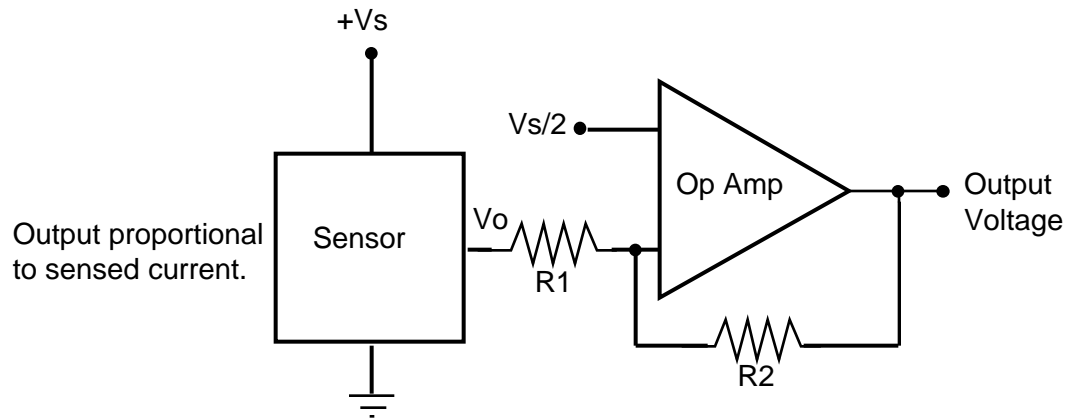 +Vs
Vs/2
Op Amp
Output
Voltage
Output proportional
to sensed current.
Sensor
Vo
R1
R2